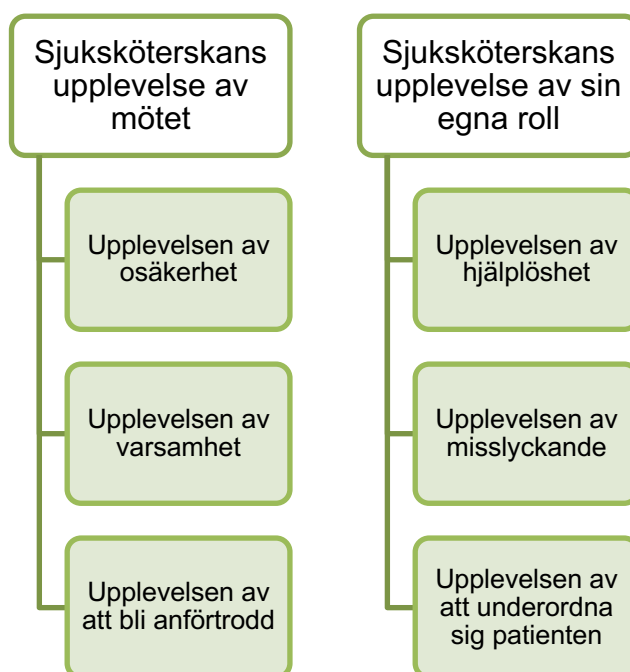 Sjuksköterskans
upplevelse av
mötet
Upplevelsen av
osäkerhet
Upplevelsen av
varsamhet
Upplevelsen av
att bli anförtrodd
Sjuksköterskans
upplevelse av sin
egna roll
Upplevelsen av
hjälplöshet
Upplevelsen av
misslyckande
Upplevelsen av
att underordna
sig patienten